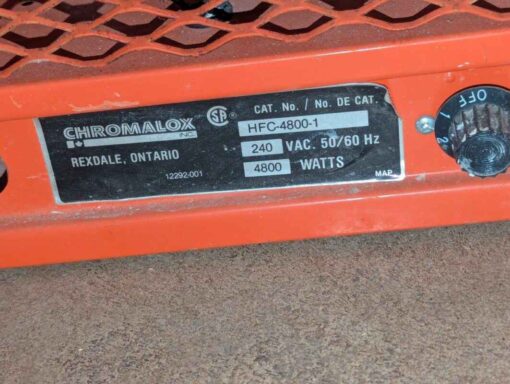 CHROMALOX
INC.
REXDALE, ONTARIO
12292-001
CAT. No. / No. DE CAT.
HFC-4800-1
240 VAC. 50/60 Hz
4800 WATTS
MAP
OFF 1 2